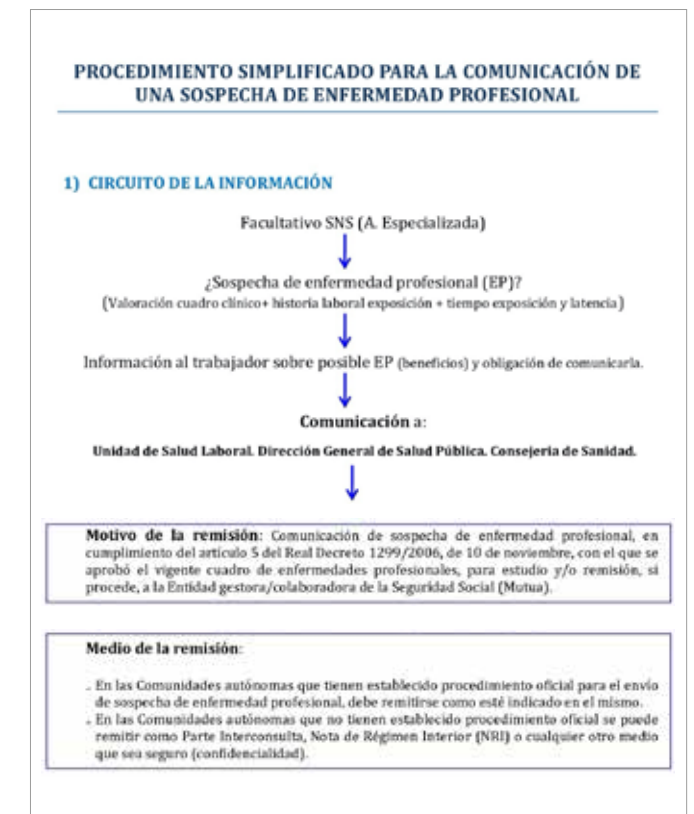 PROCEDIMIENTO SIMPLIFICADO PARA LA COMUNICACIÓN DE
UNA SOSPECHA DE ENFERMEDAD PROFESIONAL
1) CIRCUITO DE LA INFORMACIÓN
Facultativo SNS (A. Especializada)
¿Sospecha de enfermedad profesional (EP)?
(Valoración cuadro clínico+ historia laboral exposición + tiempo exposición y latencia)
Información al trabajador sobre posible EP (beneficios) y obligación de comunicarla.
Comunicación a:
Unidad de Salud Laboral. Dirección General de Salud Pública. Consejería de Sanidad.
Motivo de la remisión: Comunicación de sospecha de enfermedad profesional, en
cumplimiento del artículo 5 del Real Decreto 1299/2006, de 10 de noviembre, con el que se
aprobó el vigente cuadro de enfermedades profesionales, para estudio y/o remisión, si
procede, a la Entidad gestora/colaboradora de la Seguridad Social (Mutua).
Medio de la remisión:
. En las Comunidades autónomas que tienen establecido procedimiento oficial para el envío
de sospecha de enfermedad profesional, debe remitirse como esté indicado en el mismo.
. En las Comunidades autónomas que no tienen establecido procedimiento oficial se puede
remitir como Parte Interconsulta, Nota de Régimen Interior (NRI) o cualquier otro medio
que sea seguro (confidencialidad).